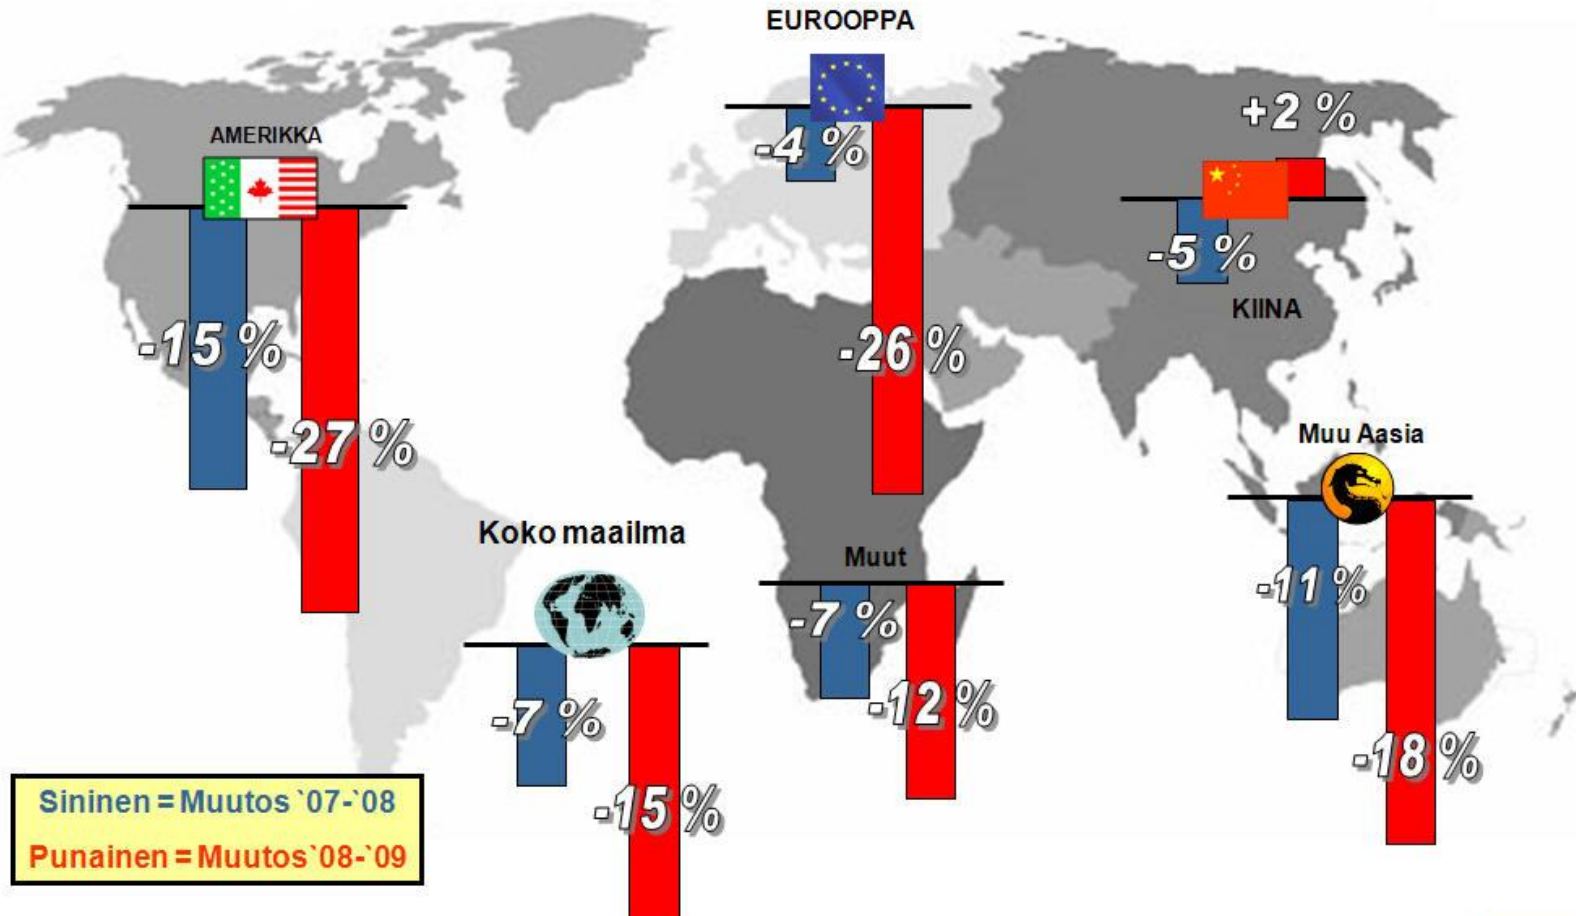 EUROOPPA
-4 %
-26 %
AMERIKKA
-15 %
-27 %
+2 %
-5 %
KIINA
Muu Aasia
-11 %
-18 %
Koko maailma
-7 %
-15 %
Muut
-7 %
-12 %
Sininen = Muutos `07-`08
Punainen = Muutos`08-`09